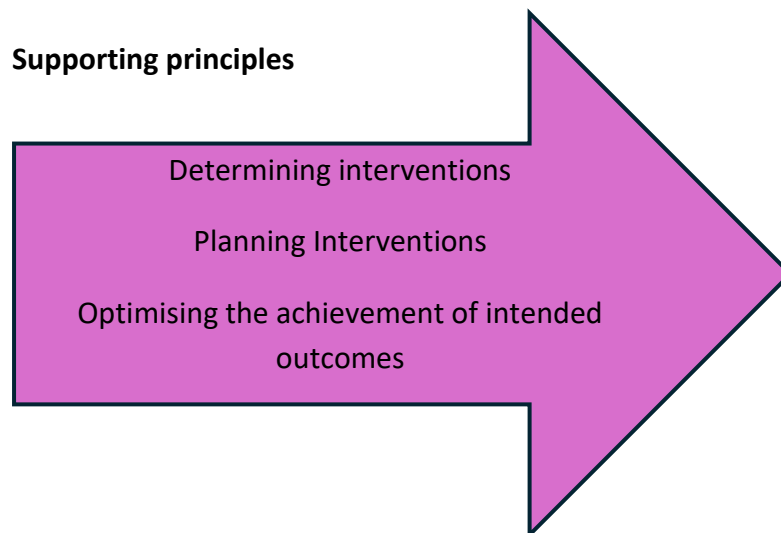 Supporting principles
Determining interventions
Planning Interventions
Optimising the achievement of intended
outcomes